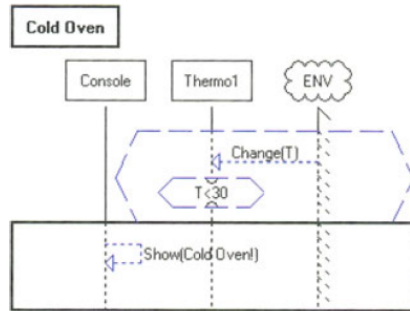 Cold Oven
Console
Thermo1
ENV
Change(T)
T<30
Show(Cold Oven!)